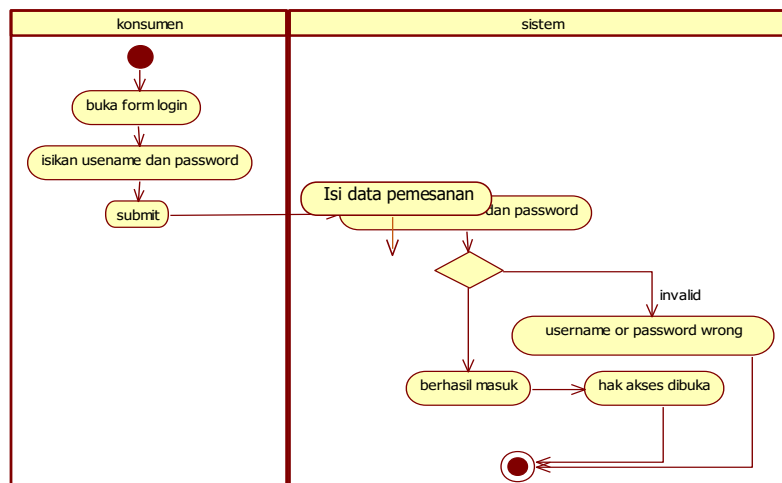 konsumen
sistem
buka form login
isikan usename dan password
submit
Isi data pemesanan
dan password
invalid
username or password wrong
berhasil masuk
hak akses dibuka